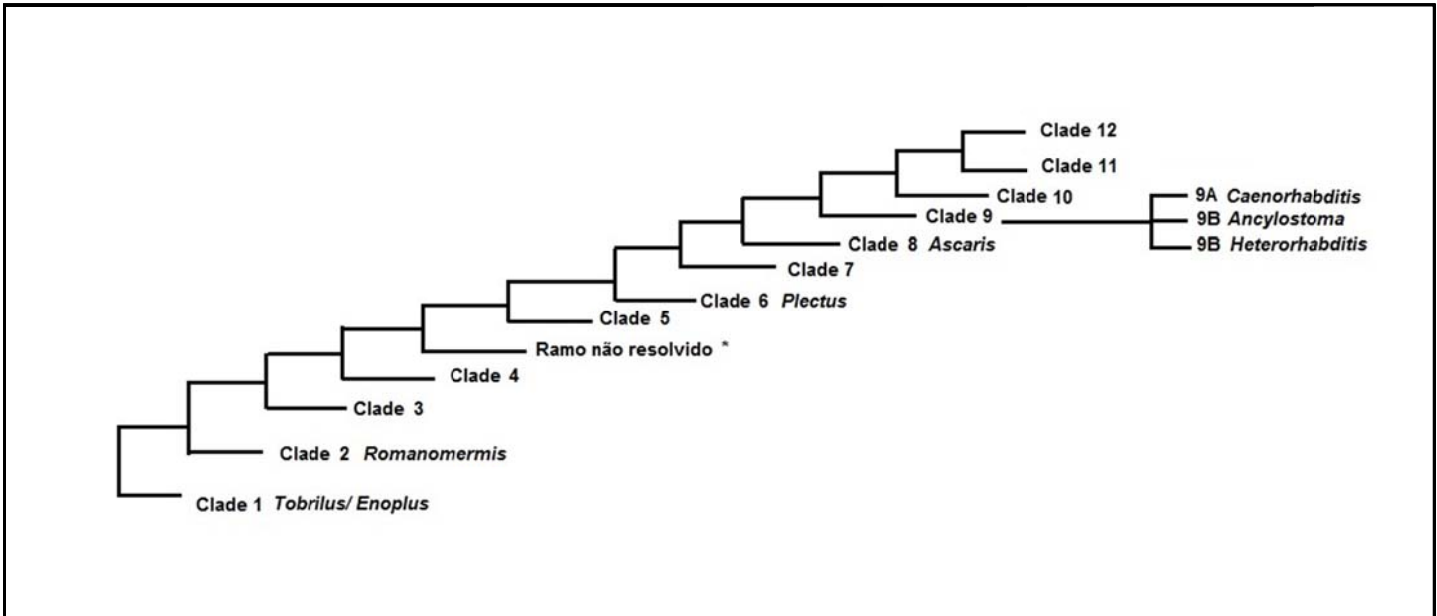 Clade 12
Clade 11
Clade 10
9A Caenorhabditis
Clade 9
9B Ancylostoma
Clade 8 Ascaris
9B Heterorhabditis
Clade 7
Clade 6 Plectus
Clade 5
Ramo não resolvido *
Clade 4
Clade 3
Clade 2 Romanomermis
Clade 1 Tobrilus/ Enoplus